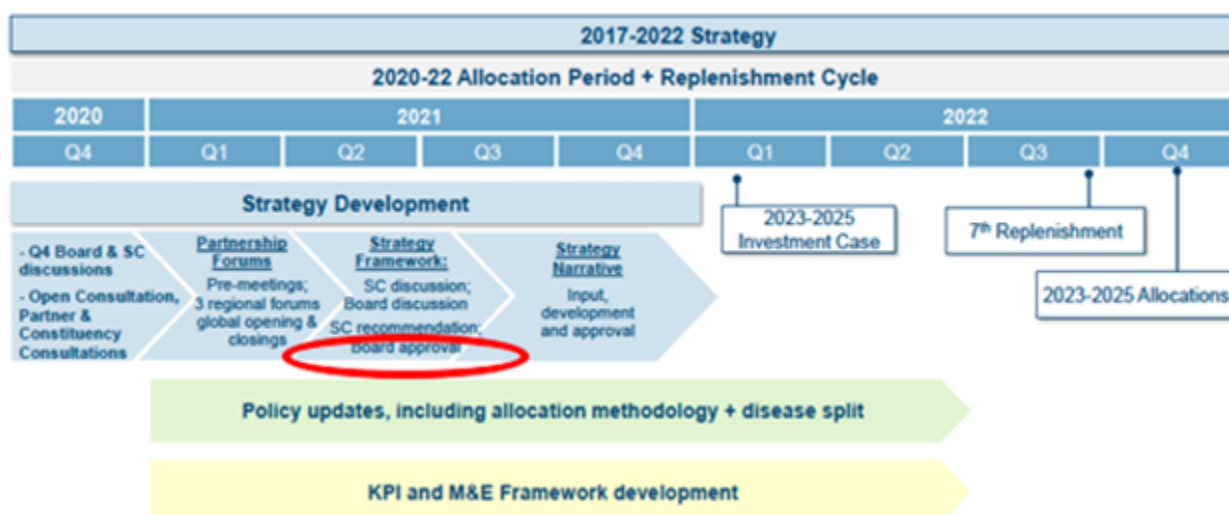 2017-2022 Strategy
2020-22 Allocation Period + Replenishment Cycle
2020
2021
2022
Q4
Q1
Q2
Q3
Q4
Q1
Q2
Q3
Q4
Strategy Development
- Q4 Board & SC
discussions
- Open Consultation,
Partner &
Constituency
Consultations
Partnership
Forums
Pre-meetings;
3 regional forums
global opening &
closings
Strategy
Framework:
SC discussion;
Board discussion
SC recommendation;
Board approval
Strategy
Narrative
Input,
development
and approval
2023-2025
Investment Case
7th Replenishment
2023-2025 Allocations
Policy updates, including allocation methodology + disease split
KPI and M&E Framework development